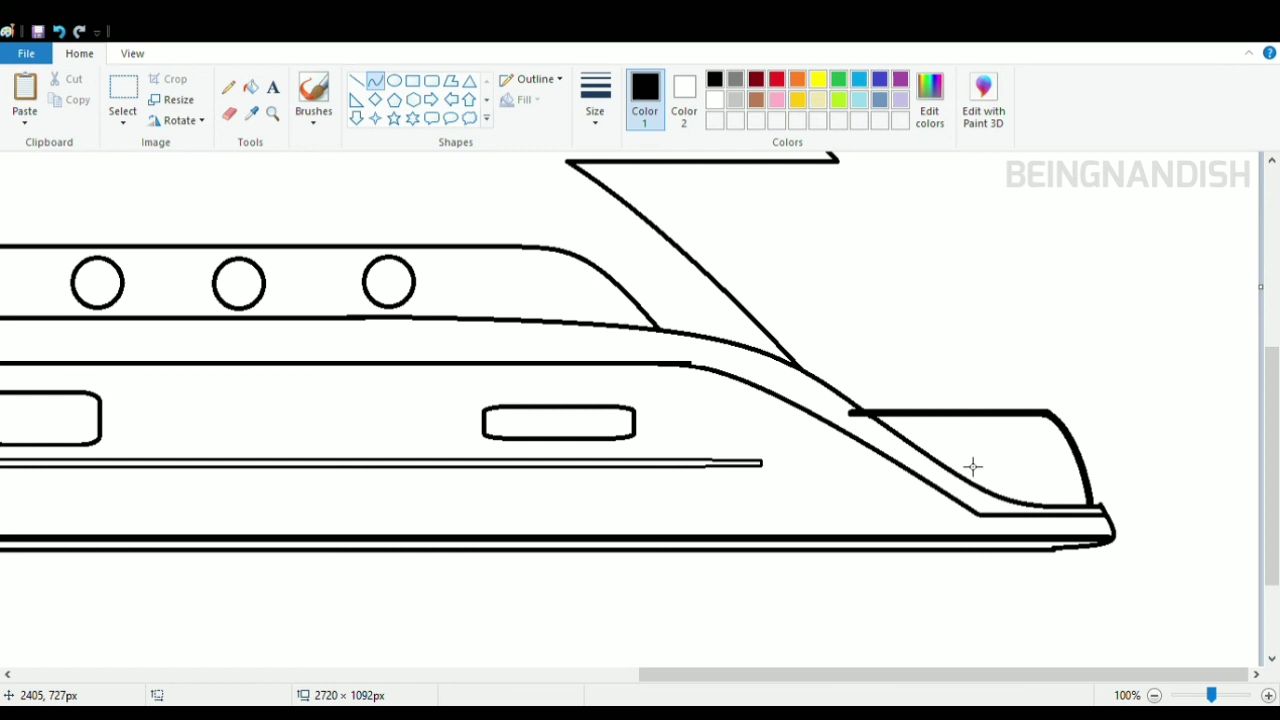 File Home View
Paste
Cut
Copy
Clipboard
Select
Crop
Resize
Rotate
Image
Tools
Brushes
Shapes
Outline
Fill
Size
Color 1
Color 2
Edit colors
Colors
Edit with Paint 3D
BEINGNANDISH
2405, 727px
2720 × 1092px
100%